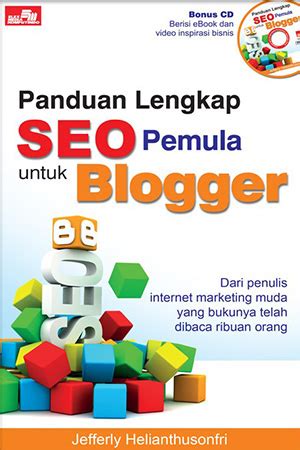 Bonus CD
Berisi eBook dan
video inspirasi bisnis
Panduan Lengkap
SEO Pemula
untuk Blogger
SEO
Dari penulis
internet marketing muda
yang bukunya telah
dibaca ribuan orang
Jefferly Helianthusonfri